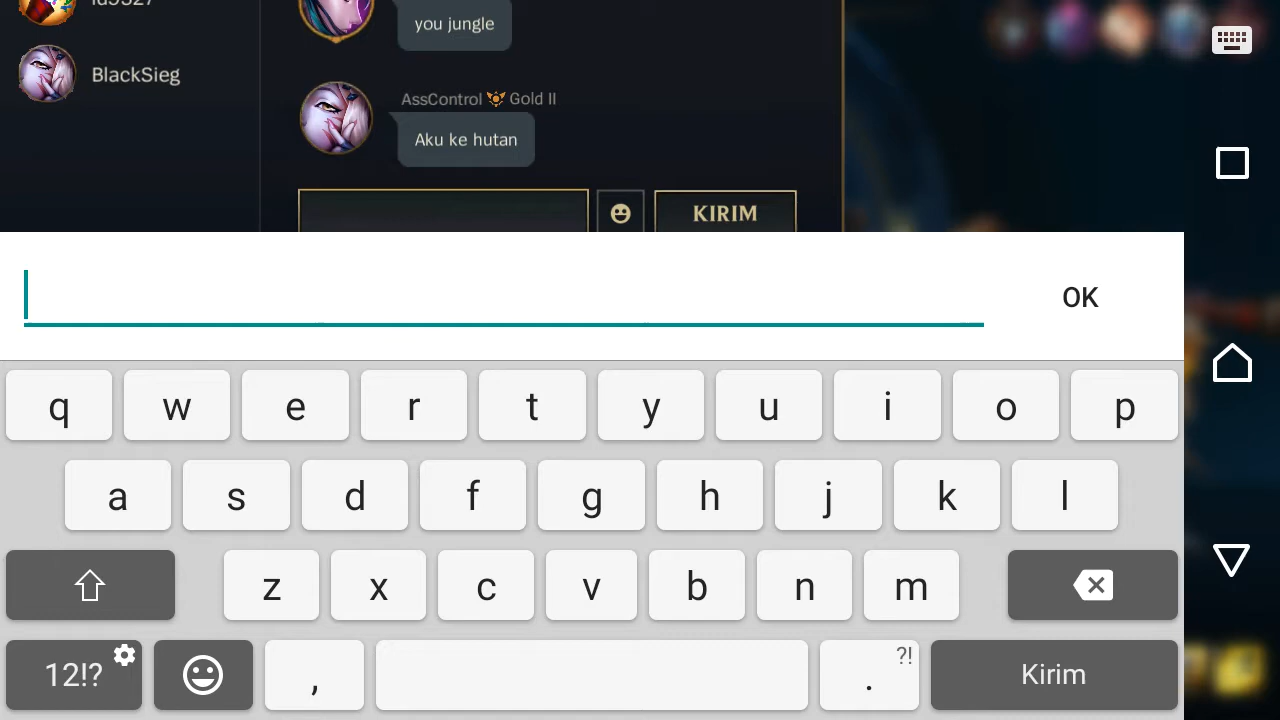 you jungle
BlackSieg
AssControl Gold II
Aku ke hutan
KIRIM
OK
q w e r t y u i o p
a s d f g h j k l
z x c v b n m
12!? , . ?! Kirim